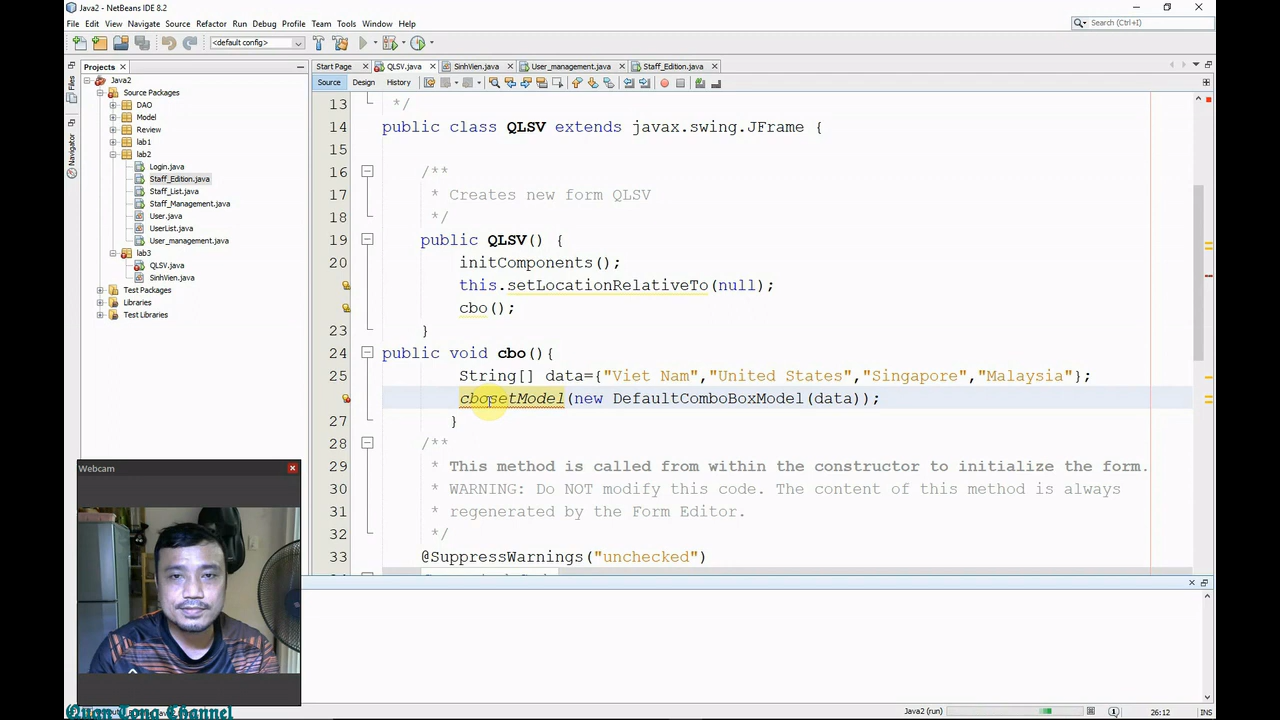 Java2 - NetBeans IDE 8.2
File Edit View Navigate Source Refactor Run Debug Profile Team Tools Window Help
<default config>
Search (Ctrl+I)
Projects
Start Page QLSV.java SinhVien.java User_management.java Staff_Edition.java
Source Design History
Files
Navigator
Java2
Source Packages
DAO
Model
Review
lab1
lab2
Login.java
Staff_Edition.java
Staff_List.java
Staff_Management.java
User.java
UserList.java
User_management.java
lab3
QLSV.java
SinhVien.java
Test Packages
Libraries
Test Libraries
13 */
14 public class QLSV extends javax.swing.JFrame {
15
16 /**
17 * Creates new form QLSV
18 */
19 public QLSV() {
20 initComponents();
this.setLocationRelativeTo(null);
cbo();
23 }
24 public void cbo(){
25 String[] data={"Viet Nam","United States","Singapore","Malaysia"};
cbosetModel(new DefaultComboBoxModel(data));
27 }
28 /**
29 * This method is called from within the constructor to initialize the form.
30 * WARNING: Do NOT modify this code. The content of this method is always
31 * regenerated by the Form Editor.
32 */
33 @SuppressWarnings("unchecked")
Webcam
Quan Tong Channel
Java2 (run)
26:12
INS